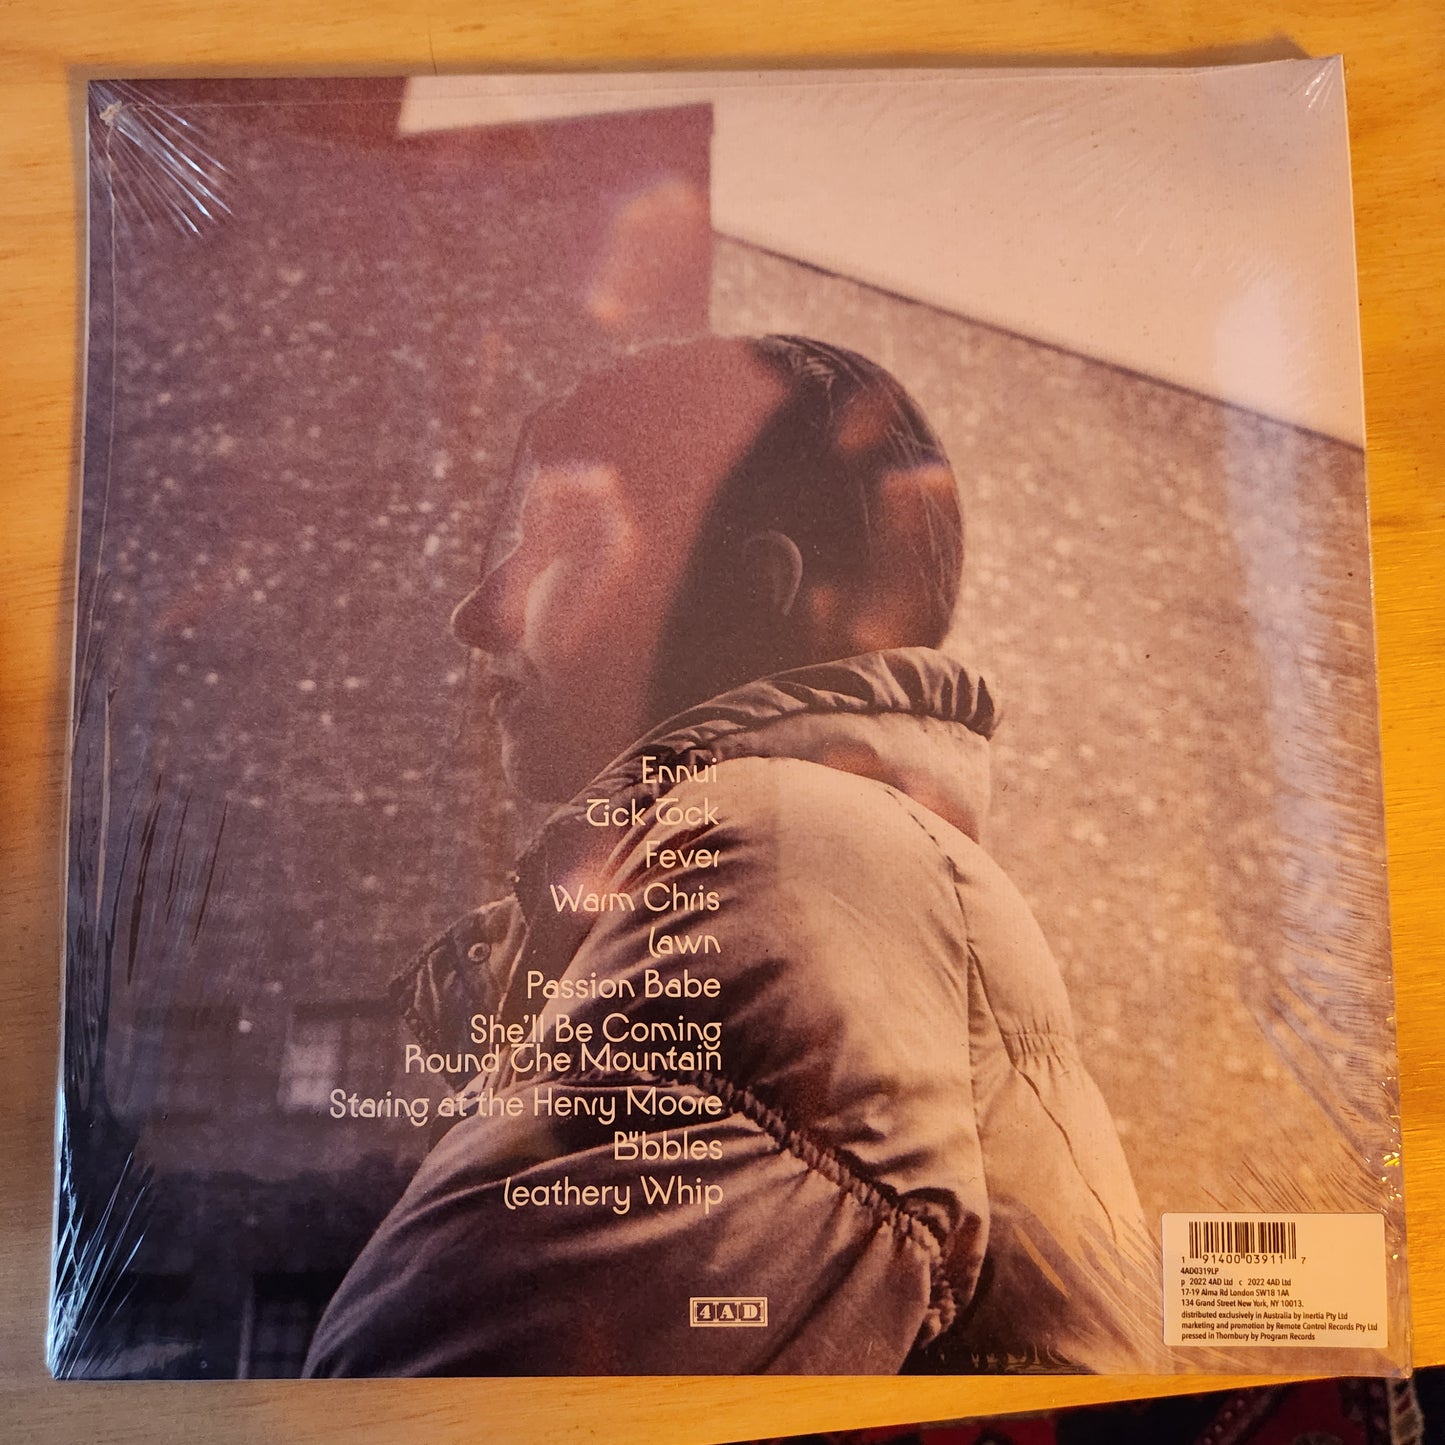 Ennui
Tick Tock
Fever
Warm Chris
Lawn
Passion Babe
She'll Be Coming
Round The Mountain
Staring at the Henry Moore
Bubbles
Leathery Whip
4AD
1 91400 03911 7
4AD0319LP
p 2022 4AD Ltd c 2022 4AD Ltd
17-19 Alma Rd London SW18 1AA
134 Grand Street New York, NY 10013.
distributed exclusively in Australia by Inertia Pty Ltd
marketing and promotion by Remote Control Records Pty Ltd
pressed in Thornbury by Program Records